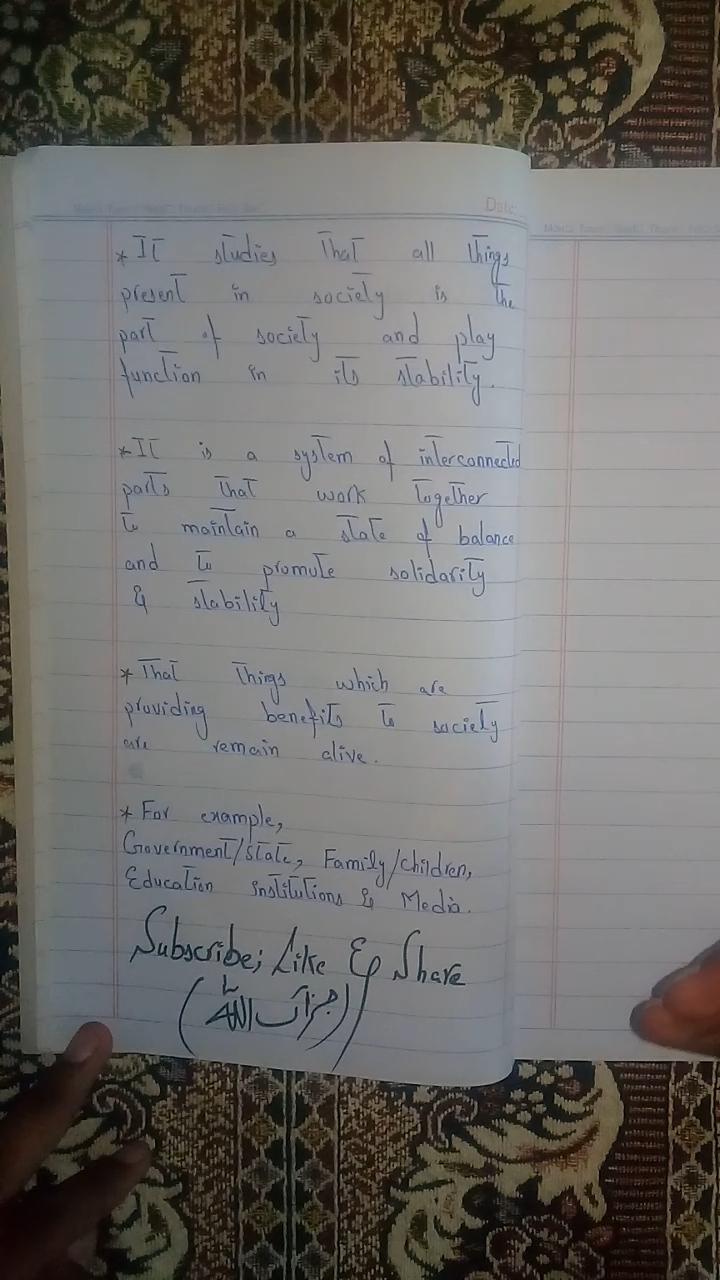 Date:
* It studies that all things
present in society is the
part of society and play
function in its stability.
* It is a system of interconnected
parts that work together
to maintain a state of balance
and to promote solidarity
& stability
* That things which are
providing benefits to society
are remain alive.
* For example,
Government/state, Family/children,
Education institutions & Media.
Subscribe; Like & Share
(جزاک اللہ)